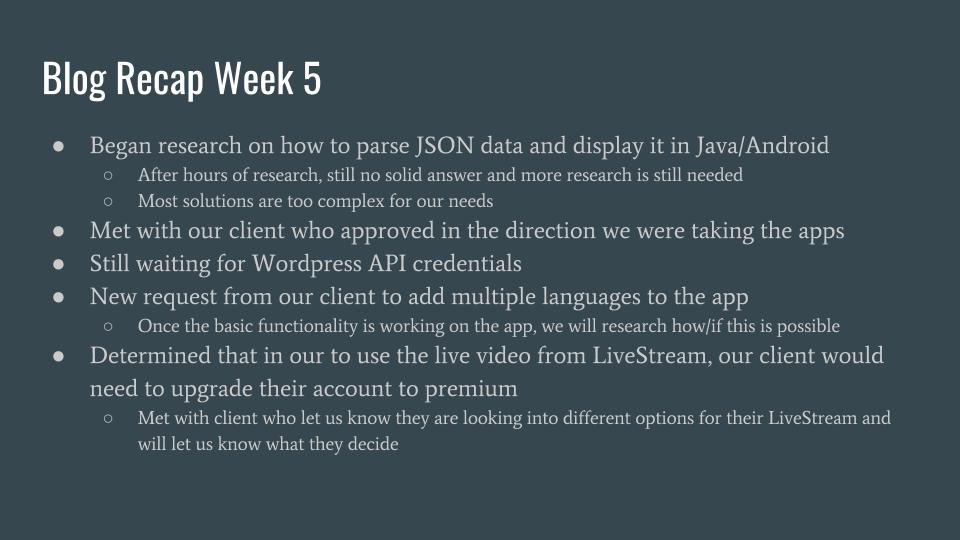 Blog Recap Week 5
● Began research on how to parse JSON data and display it in Java/Android
○ After hours of research, still no solid answer and more research is still needed
○ Most solutions are too complex for our needs
● Met with our client who approved in the direction we were taking the apps
● Still waiting for Wordpress API credentials
● New request from our client to add multiple languages to the app
○ Once the basic functionality is working on the app, we will research how/if this is possible
● Determined that in our to use the live video from LiveStream, our client would
need to upgrade their account to premium
○ Met with client who let us know they are looking into different options for their LiveStream and
will let us know what they decide